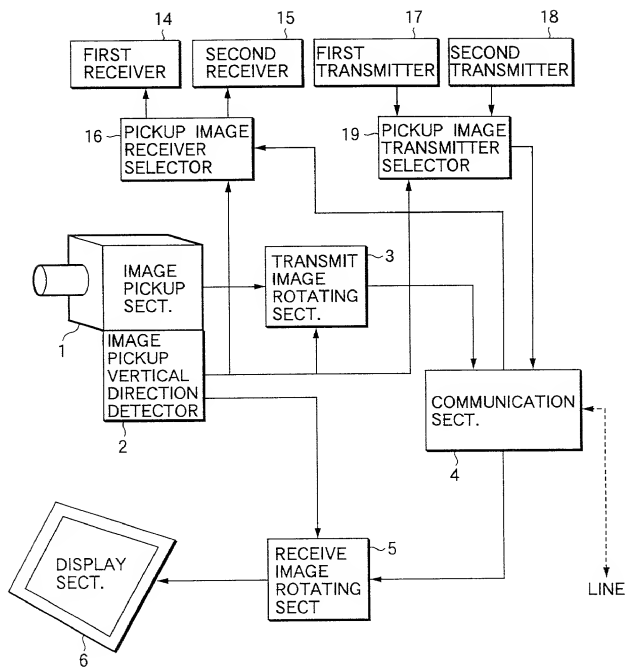 14
15
17
18
FIRST
RECEIVER
SECOND
RECEIVER
FIRST
TRANSMITTER
SECOND
TRANSMITTER
16
PICKUP IMAGE
RECEIVER
SELECTOR
19
PICKUP IMAGE
TRANSMITTER
SELECTOR
IMAGE
PICKUP
SECT.
1
3
TRANSMIT
IMAGE
ROTATING
SECT.
IMAGE
PICKUP
VERTICAL
DIRECTION
DETECTOR
2
COMMUNICATION
SECT.
4
5
RECEIVE
IMAGE
ROTATING
SECT
DISPLAY
SECT.
6
LINE